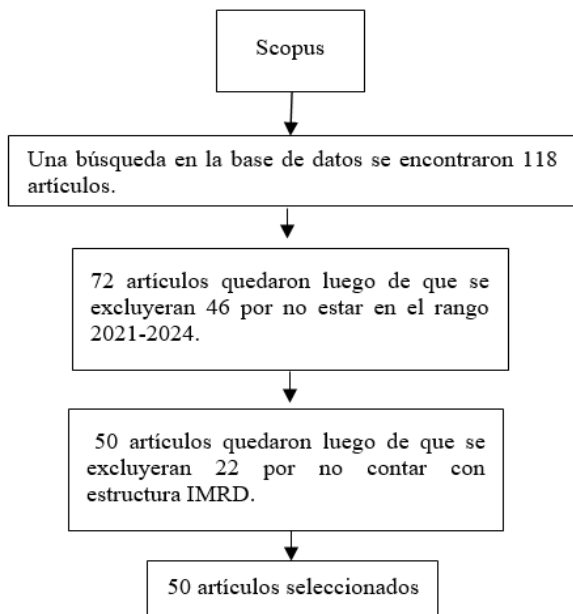 Scopus
Una búsqueda en la base de datos se encontraron 118
artículos.
72 artículos quedaron luego de que se
excluyeran 46 por no estar en el rango
2021-2024.
50 artículos quedaron luego de que se
excluyeran 22 por no contar con
estructura IMRD.
50 artículos seleccionados